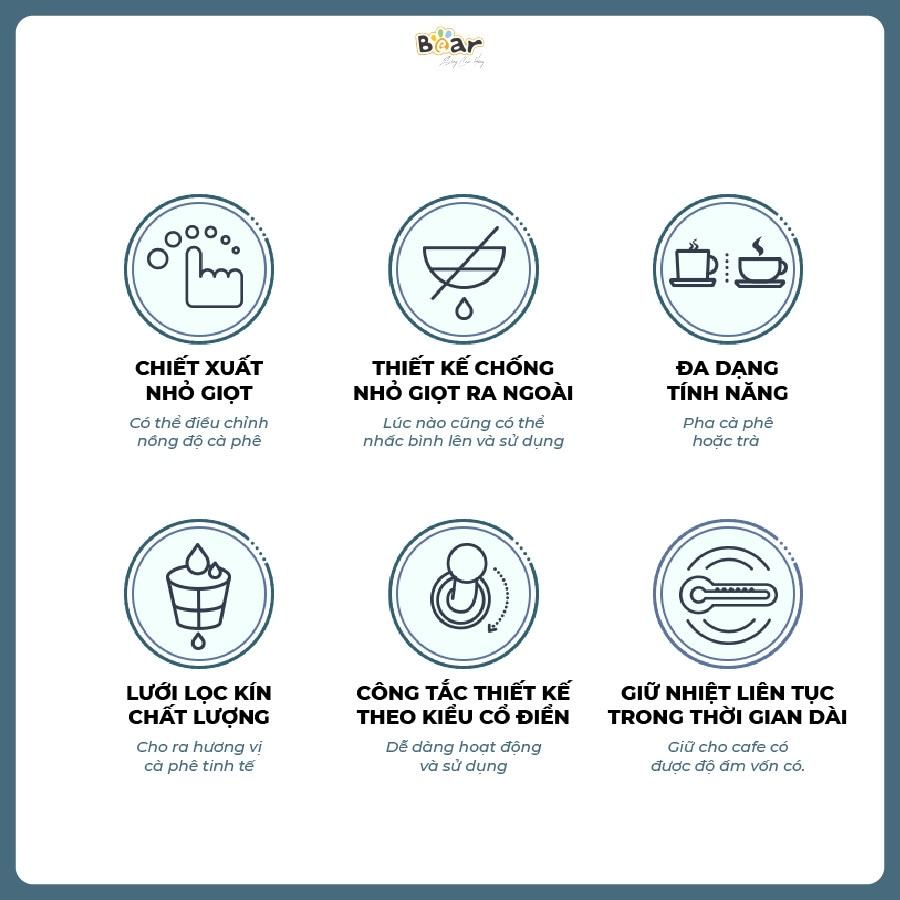 Bear
CHIẾT XUẤT
NHỎ GIỌT
Có thể điều chỉnh
nồng độ cà phê
THIẾT KẾ CHỐNG
NHỎ GIỌT RA NGOÀI
Lúc nào cũng có thể
nhấc bình lên và sử dụng
ĐA DẠNG
TÍNH NĂNG
Pha cà phê
hoặc trà
LƯỚI LỌC KÍN
CHẤT LƯỢNG
Cho ra hương vị
cà phê tinh tế
CÔNG TẮC THIẾT KẾ
THEO KIỂU CỔ ĐIỂN
Dễ dàng hoạt động
và sử dụng
GIỮ NHIỆT LIÊN TỤC
TRONG THỜI GIAN DÀI
Giữ cho cafe có
được độ ấm vốn có.